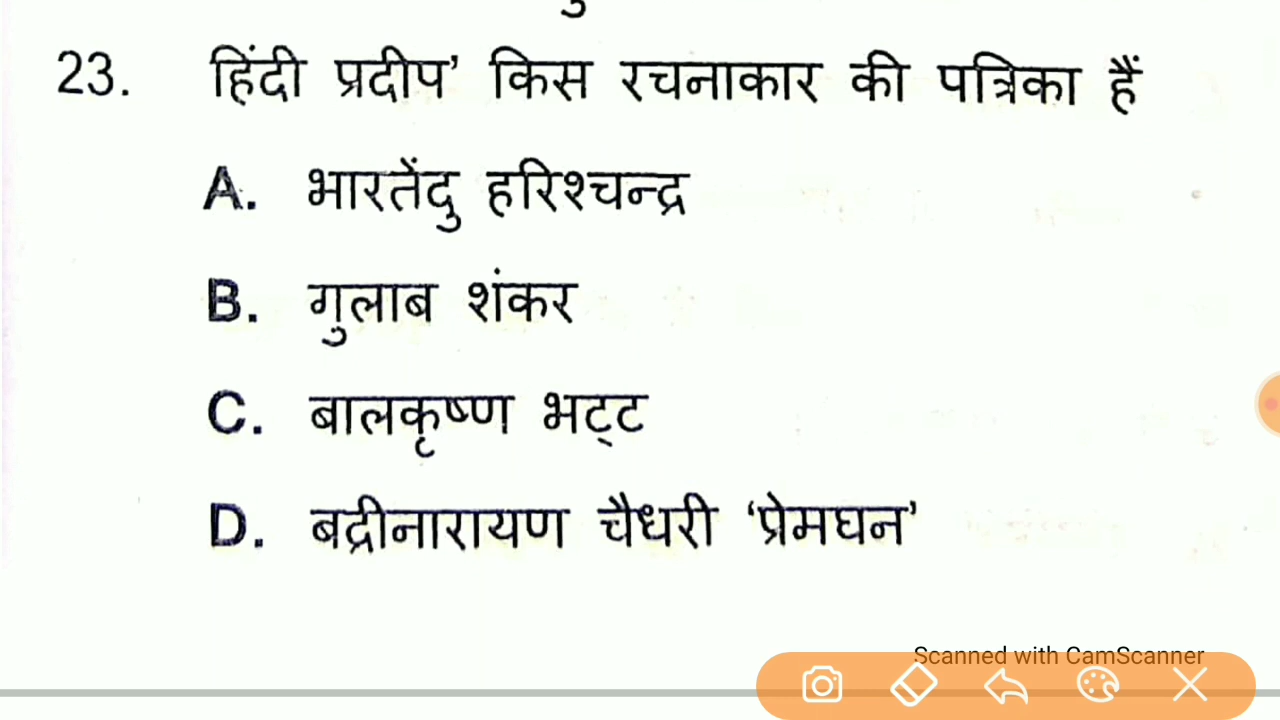 23. हिंदी प्रदीप’ किस रचनाकार की पत्रिका हैं
A. भारतेंदु हरिश्चन्द्र
B. गुलाब शंकर
C. बालकृष्ण भट्ट
D. बद्रीनारायण चैधरी ‘प्रेमघन’
Scanned with CamScanner